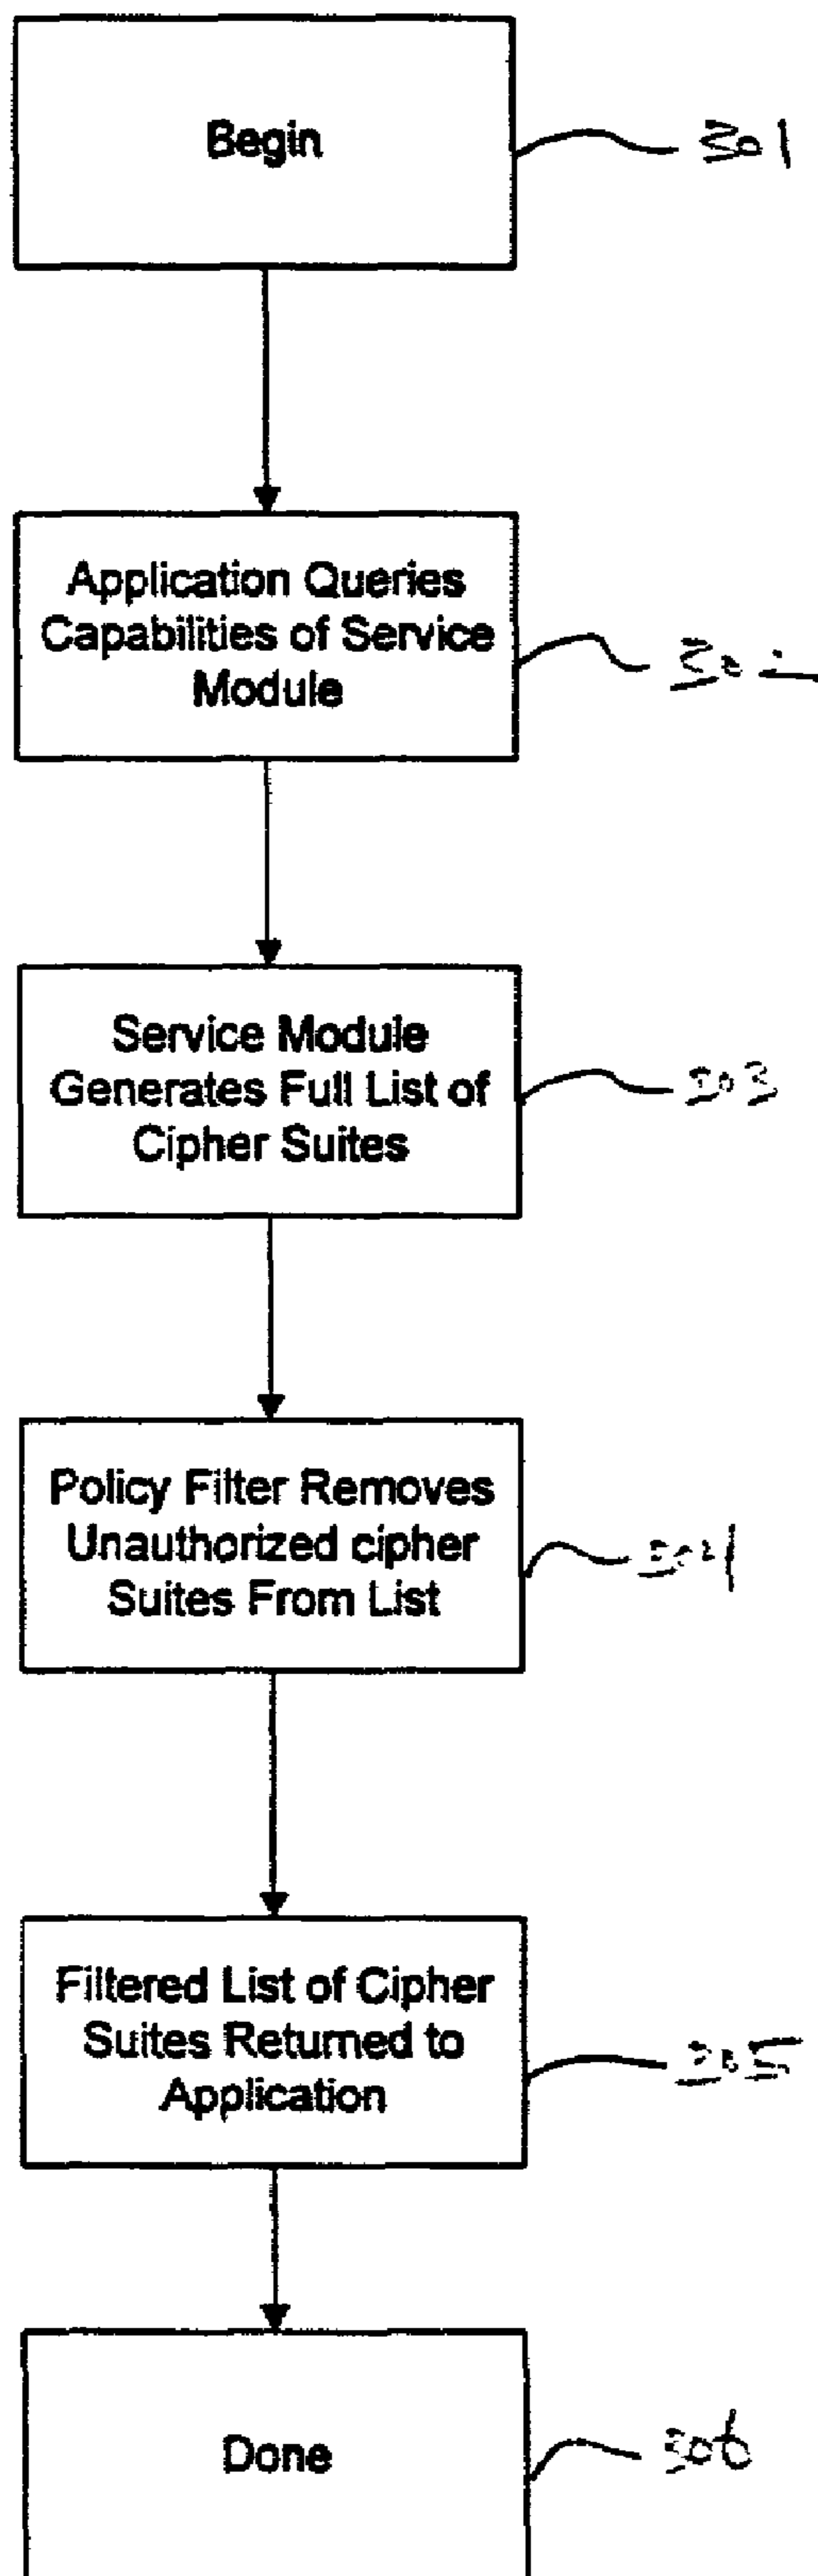 Begin
301
Application Queries
Capabilities of Service
Module
302
Service Module
Generates Full List of
Cipher Suites
303
Policy Filter Removes
Unauthorized cipher
Suites From List
304
Filtered List of Cipher
Suites Returned to
Application
305
Done
306